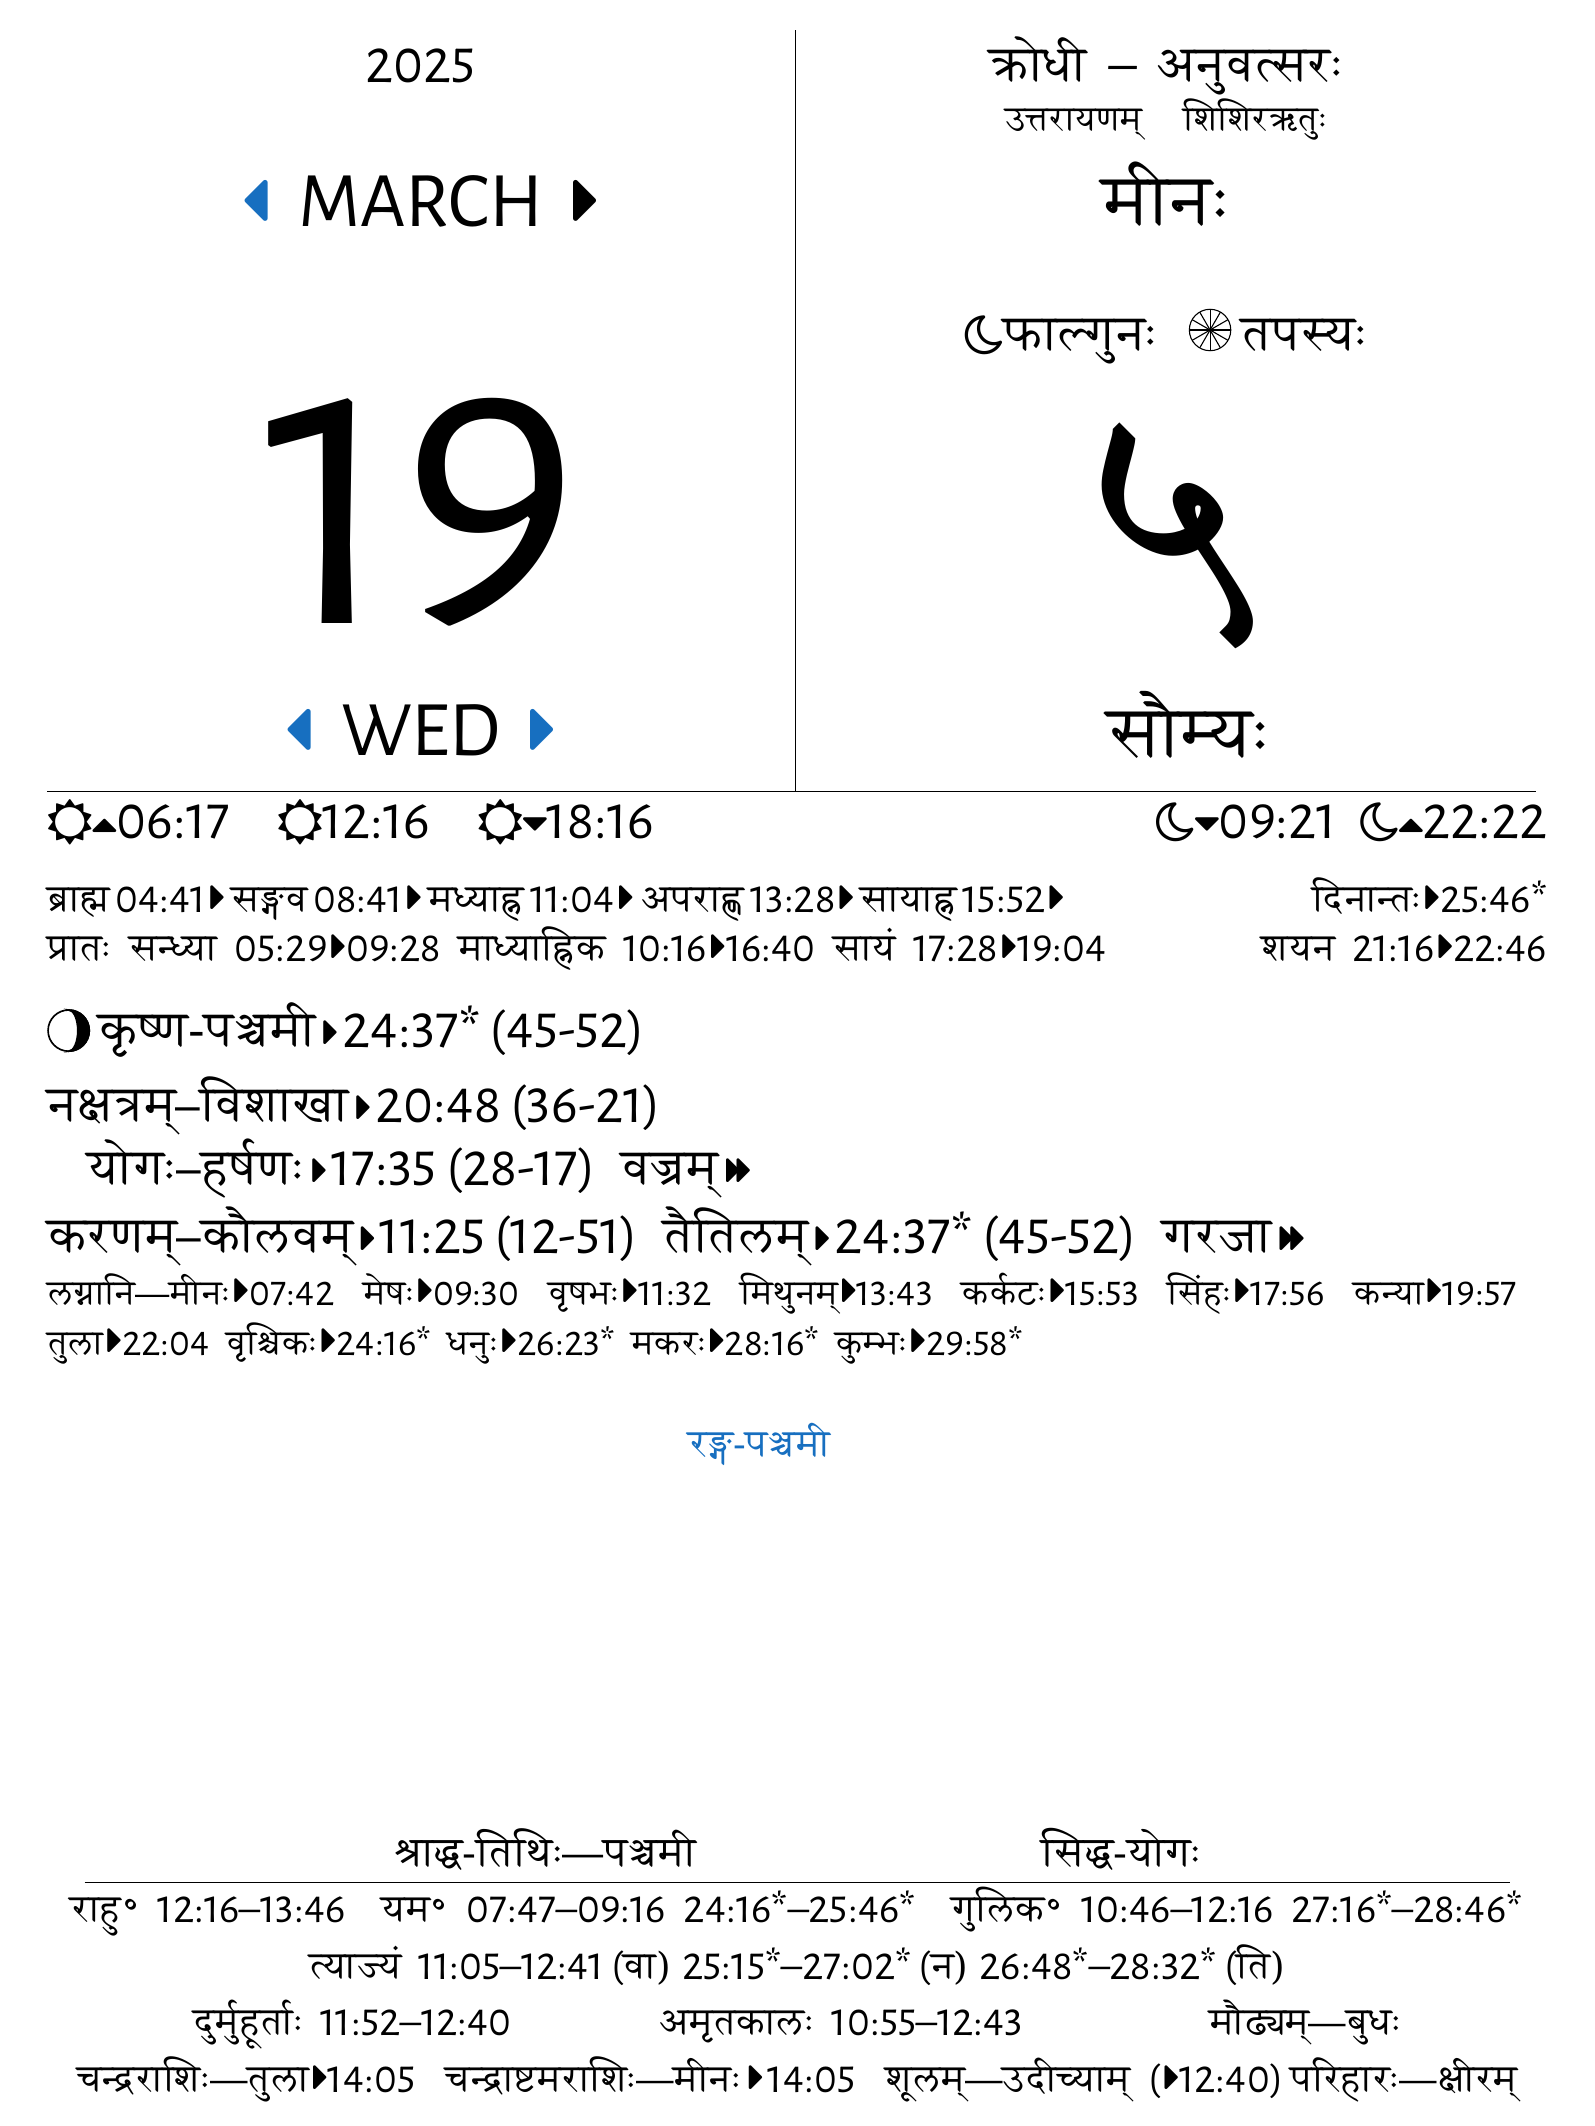 2025
MARCH
19
WED
क्रोधी – अनुवत्सरः
उत्तरायणम् शिशिरऋतुः
मीनः
फाल्गुनः तपस्यः
५
सौम्यः
06:17 12:16 18:16 09:21 22:22
ब्राह्म 04:41 सङ्गव 08:41 मध्याह्न 11:04 अपराह्ण 13:28 सायाह्न 15:52 दिनान्तः 25:46*
प्रातः सन्ध्या 05:29 09:28 माध्याह्निक 10:16 16:40 सायं 17:28 19:04 शयन 21:16 22:46
कृष्ण-पञ्चमी 24:37* (45-52)
नक्षत्रम्–विशाखा 20:48 (36-21)
योगः–हर्षणः 17:35 (28-17) वज्रम्
करणम्–कौलवम् 11:25 (12-51) तैतिलम् 24:37* (45-52) गरजा
लग्नानि—मीनः 07:42 मेषः 09:30 वृषभः 11:32 मिथुनम् 13:43 कर्कटः 15:53 सिंहः 17:56 कन्या 19:57
तुला 22:04 वृश्चिकः 24:16* धनुः 26:23* मकरः 28:16* कुम्भः 29:58*
रङ्ग-पञ्चमी
श्राद्ध-तिथिः—पञ्चमी सिद्ध-योगः
राहु° 12:16–13:46 यम° 07:47–09:16 24:16*–25:46* गुलिक° 10:46–12:16 27:16*–28:46*
त्याज्यं 11:05–12:41 (वा) 25:15*–27:02* (न) 26:48*–28:32* (ति)
दुर्मुहूर्ताः 11:52–12:40 अमृतकालः 10:55–12:43 मौढ्यम्—बुधः
चन्द्रराशिः—तुला 14:05 चन्द्राष्टमराशिः—मीनः 14:05 शूलम्—उदीच्याम् (12:40) परिहारः—क्षीरम्